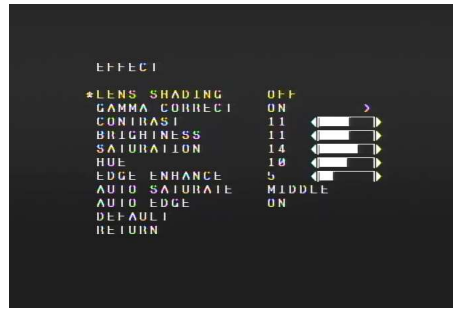 EFFECT
*LENS SHADING OFF
GAMMA CORRECT ON >
CONTRAST 11
BRIGHTNESS 11
SATURATION 14
HUE 10
EDGE ENHANCE 5
AUTO SATURATE MIDDLE
AUTO EDGE ON
DEFAULT
RETURN